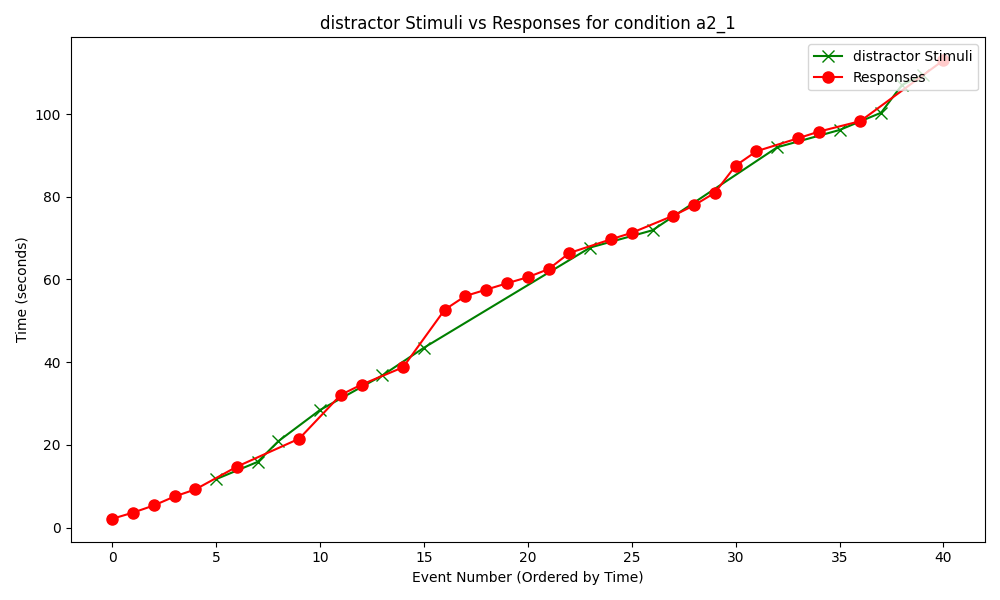 distractor Stimuli vs Responses for condition a2_1
distractor Stimuli
Responses
Time (seconds)
100
80
60
40
20
0
0 5 10 15 20 25 30 35 40
Event Number (Ordered by Time)